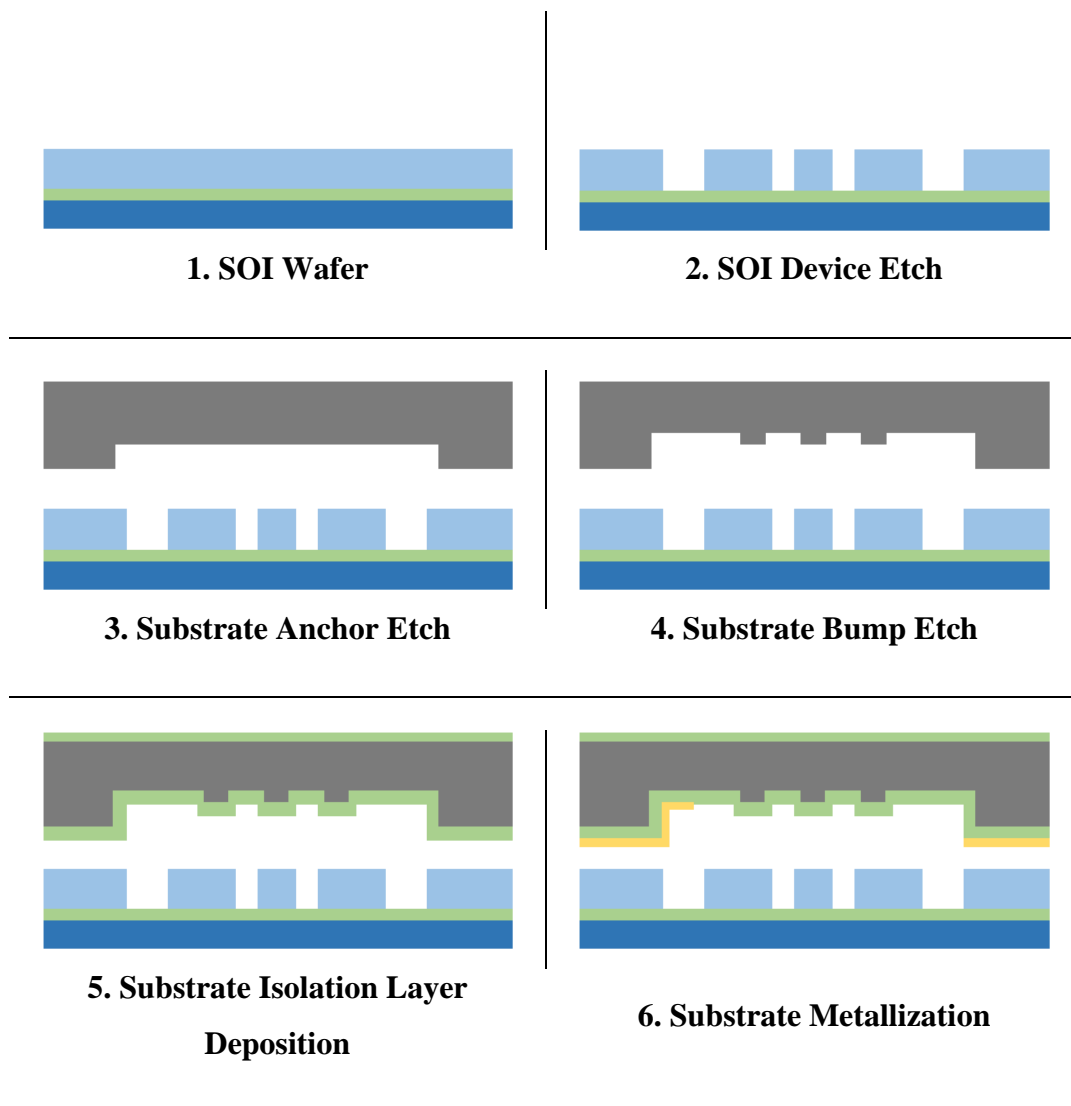 1. SOI Wafer
2. SOI Device Etch
3. Substrate Anchor Etch
4. Substrate Bump Etch
5. Substrate Isolation Layer
Deposition
6. Substrate Metallization